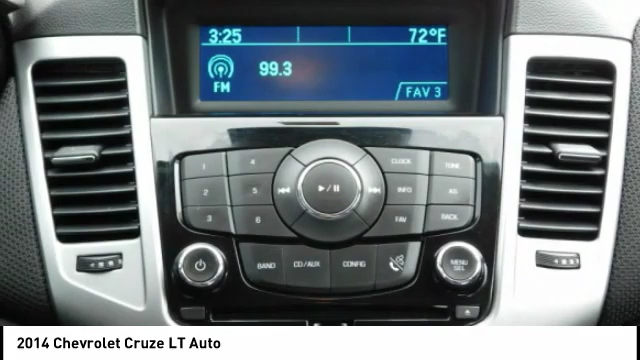 3:25 72°F
99.3
FM
FAV 3
1 4 CLOCK TONE
2 5 INFO AS
3 6 FAV BACK
BAND CD/AUX CONFIG
MENU
SEL
2014 Chevrolet Cruze LT Auto